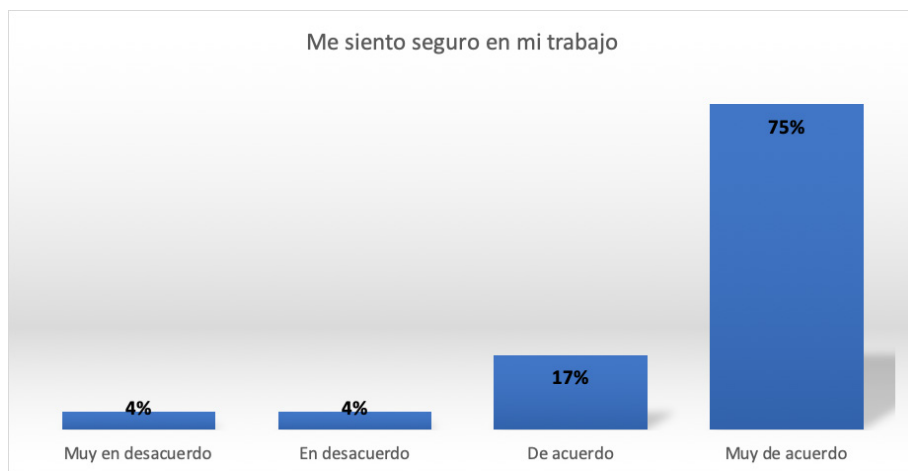 Me siento seguro en mi trabajo
75%
17%
4%
4%
Muy en desacuerdo
En desacuerdo
De acuerdo
Muy de acuerdo